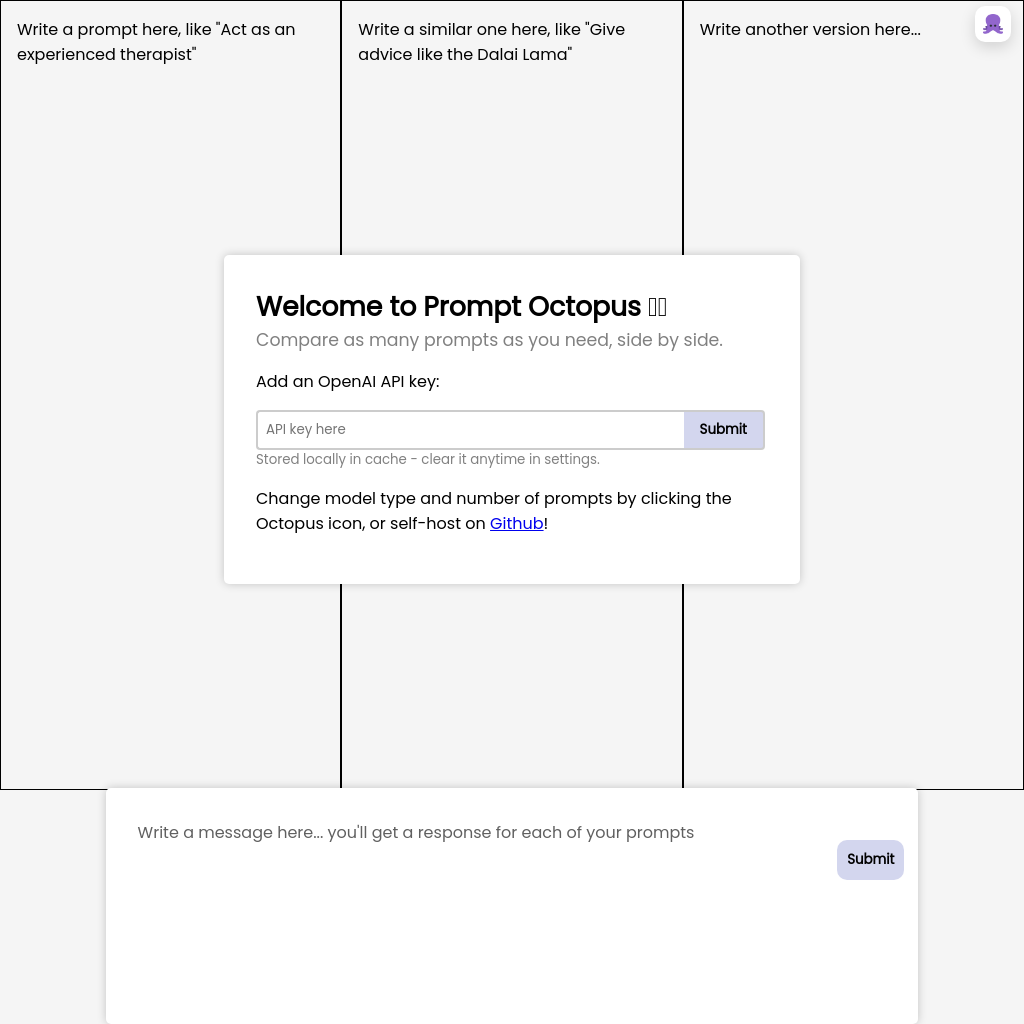 Write a prompt here, like "Act as an
experienced therapist"
Write a similar one here, like "Give
advice like the Dalai Lama"
Write another version here...
Welcome to Prompt Octopus
Compare as many prompts as you need, side by side.
Add an OpenAI API key:
API key here
Submit
Stored locally in cache - clear it anytime in settings.
Change model type and number of prompts by clicking the
Octopus icon, or self-host on Github!
Write a message here... you'll get a response for each of your prompts
Submit